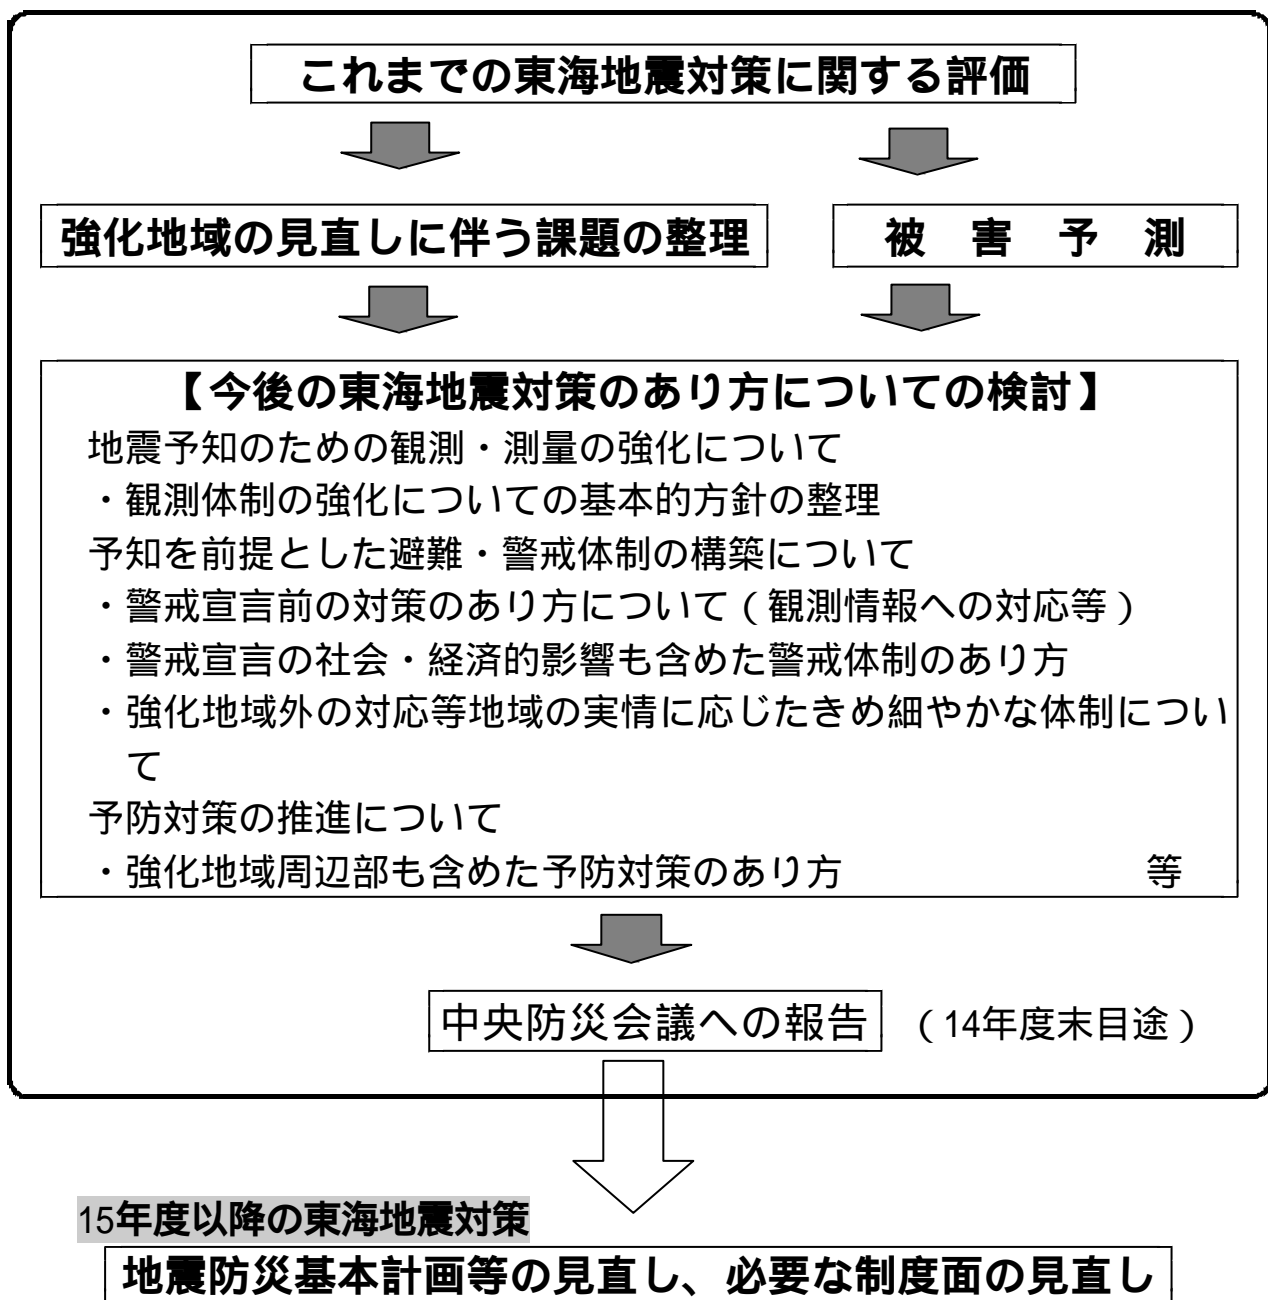 これまでの東海地震対策に関する評価
強化地域の見直しに伴う課題の整理
被　害　予　測
【今後の東海地震対策のあり方についての検討】
地震予知のための観測・測量の強化について
・観測体制の強化についての基本的方針の整理
予知を前提とした避難・警戒体制の構築について
・警戒宣言前の対策のあり方について（観測情報への対応等）
・警戒宣言の社会・経済的影響も含めた警戒体制のあり方
・強化地域外の対応等地域の実情に応じたきめ細やかな体制につい
て
予防対策の推進について
・強化地域周辺部も含めた予防対策のあり方　　　　　　　　等
中央防災会議への報告　（14年度末目途）
15年度以降の東海地震対策
地震防災基本計画等の見直し、必要な制度面の見直し